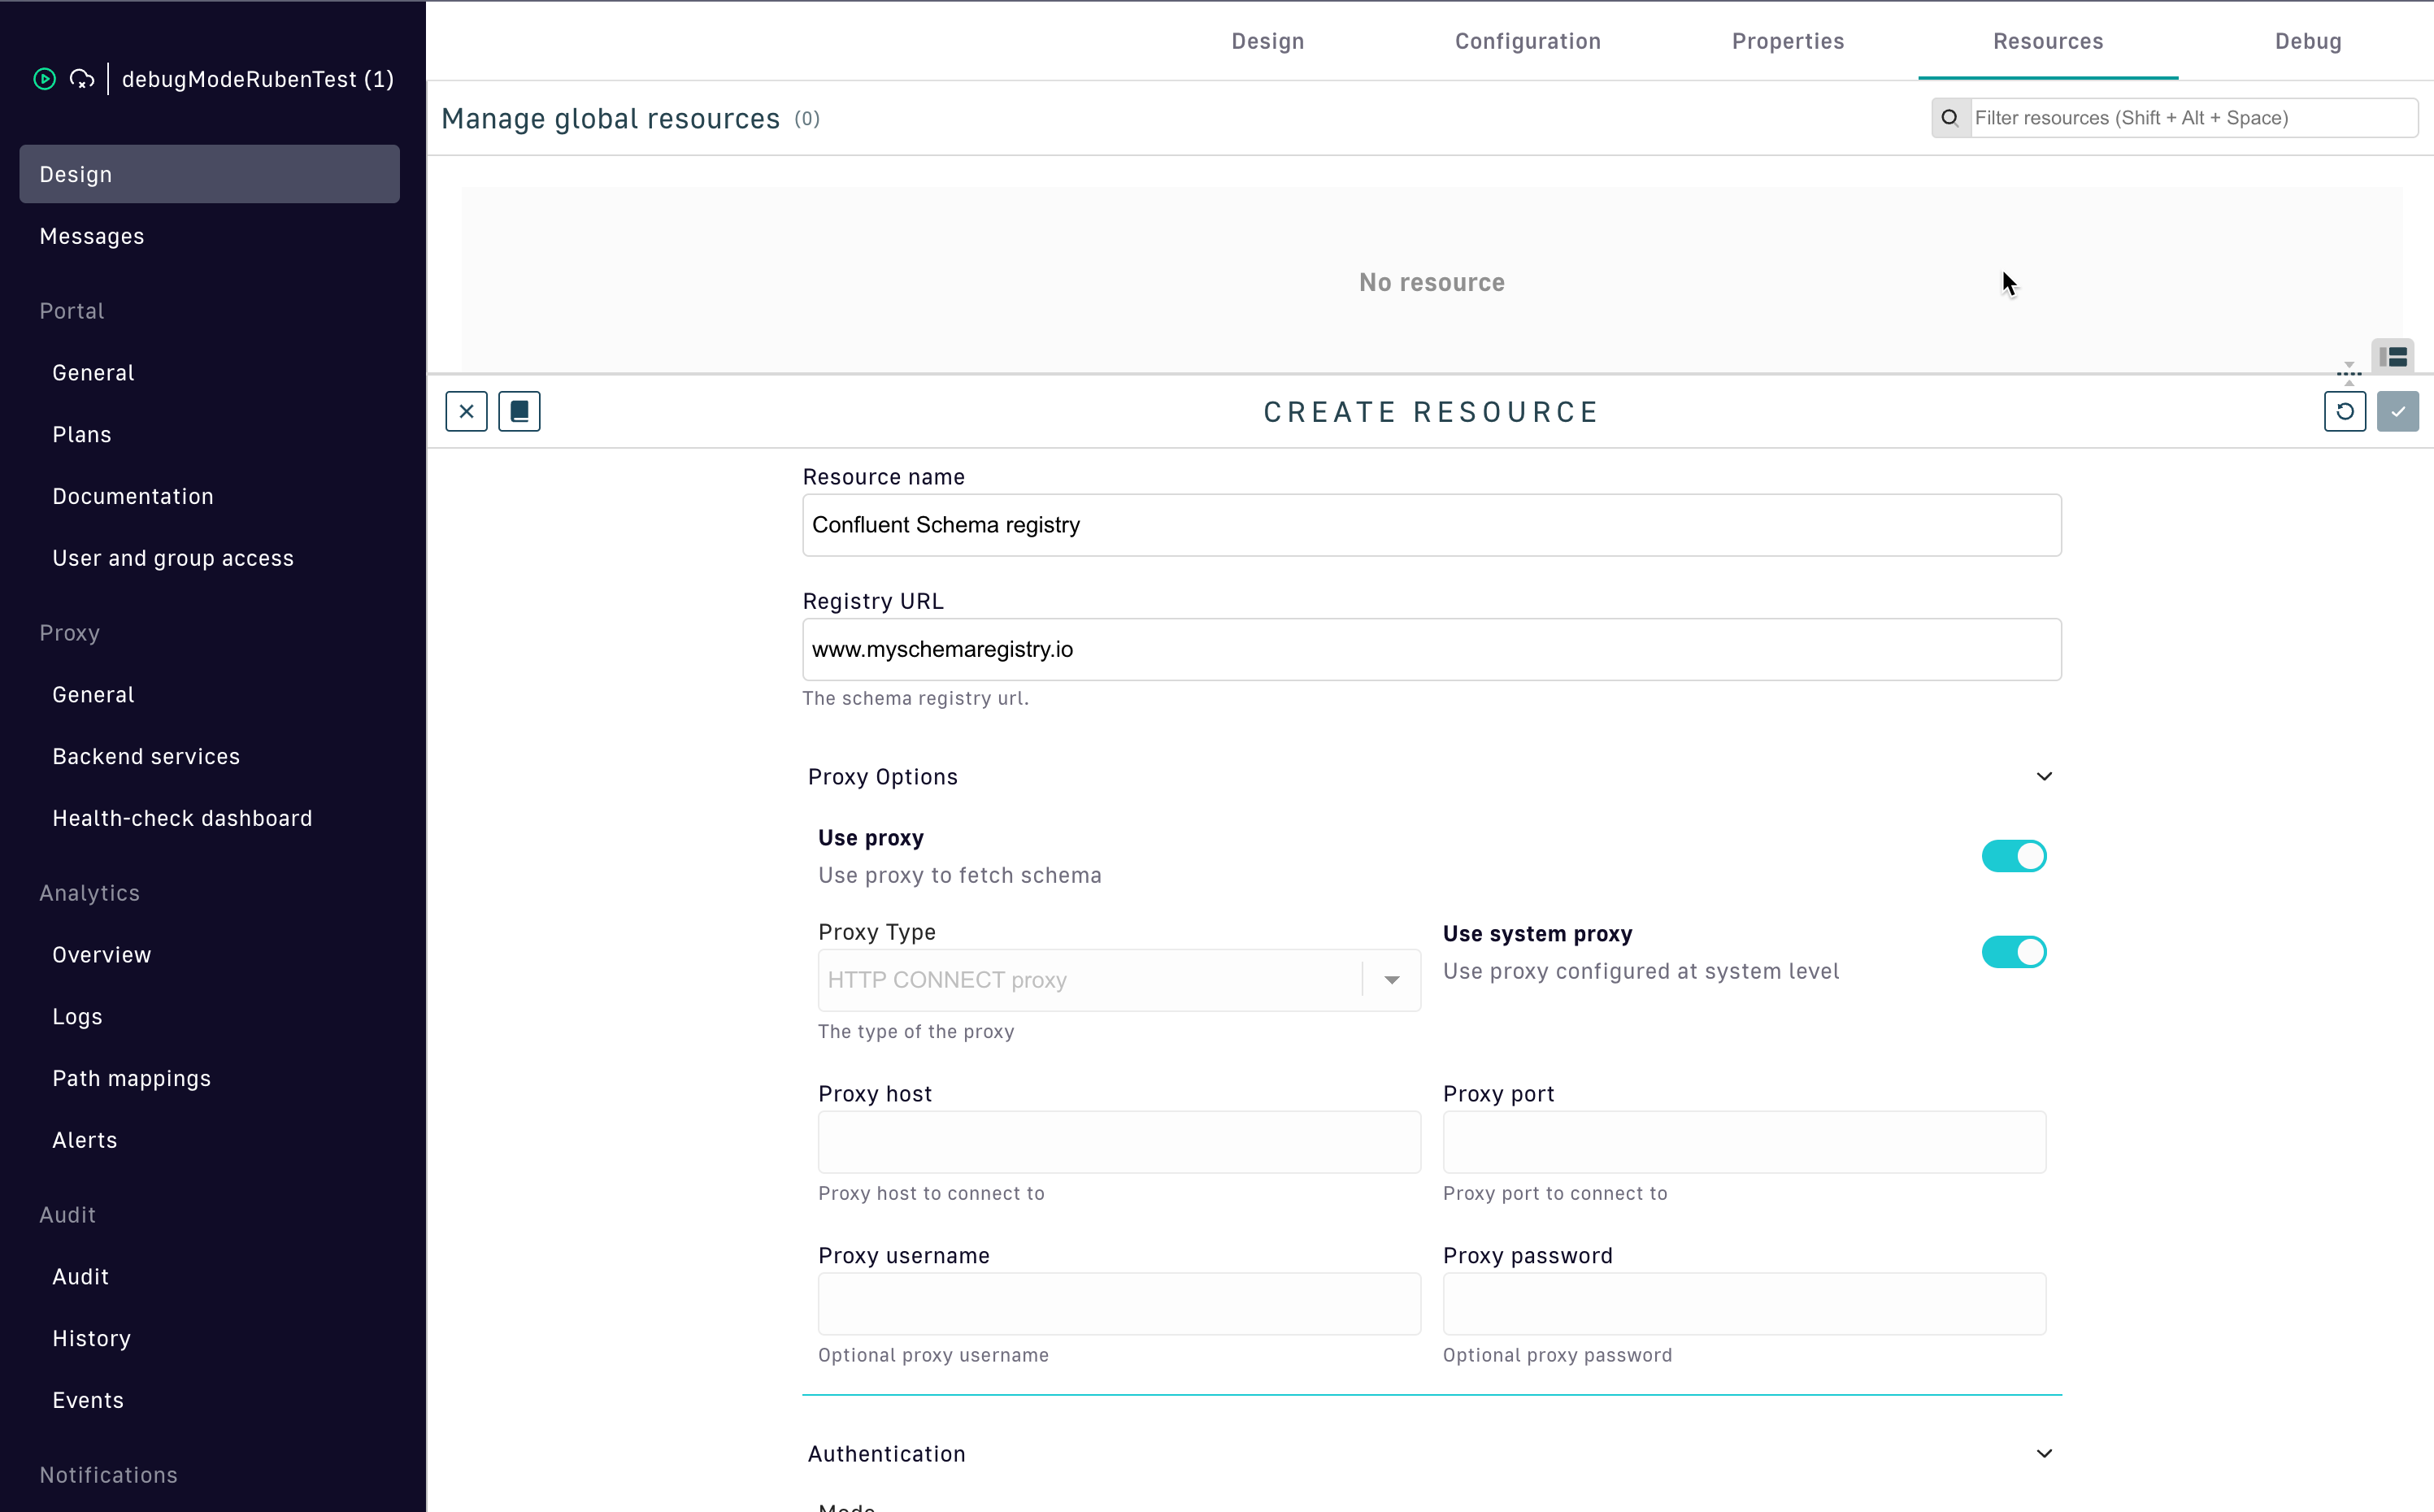 debugModeRubenTest (1)
Design
Messages
Portal
General
Plans
Documentation
User and group access
Proxy
General
Backend services
Health-check dashboard
Analytics
Overview
Logs
Path mappings
Alerts
Audit
Audit
History
Events
Notifications
Design Configuration Properties Resources Debug
Manage global resources (0)
Filter resources (Shift + Alt + Space)
No resource
CREATE RESOURCE
Resource name
Confluent Schema registry
Registry URL
www.myschemaregistry.io
The schema registry url.
Proxy Options
Use proxy
Use proxy to fetch schema
Proxy Type
HTTP CONNECT proxy
The type of the proxy
Use system proxy
Use proxy configured at system level
Proxy host
Proxy host to connect to
Proxy port
Proxy port to connect to
Proxy username
Optional proxy username
Proxy password
Optional proxy password
Authentication
Mode